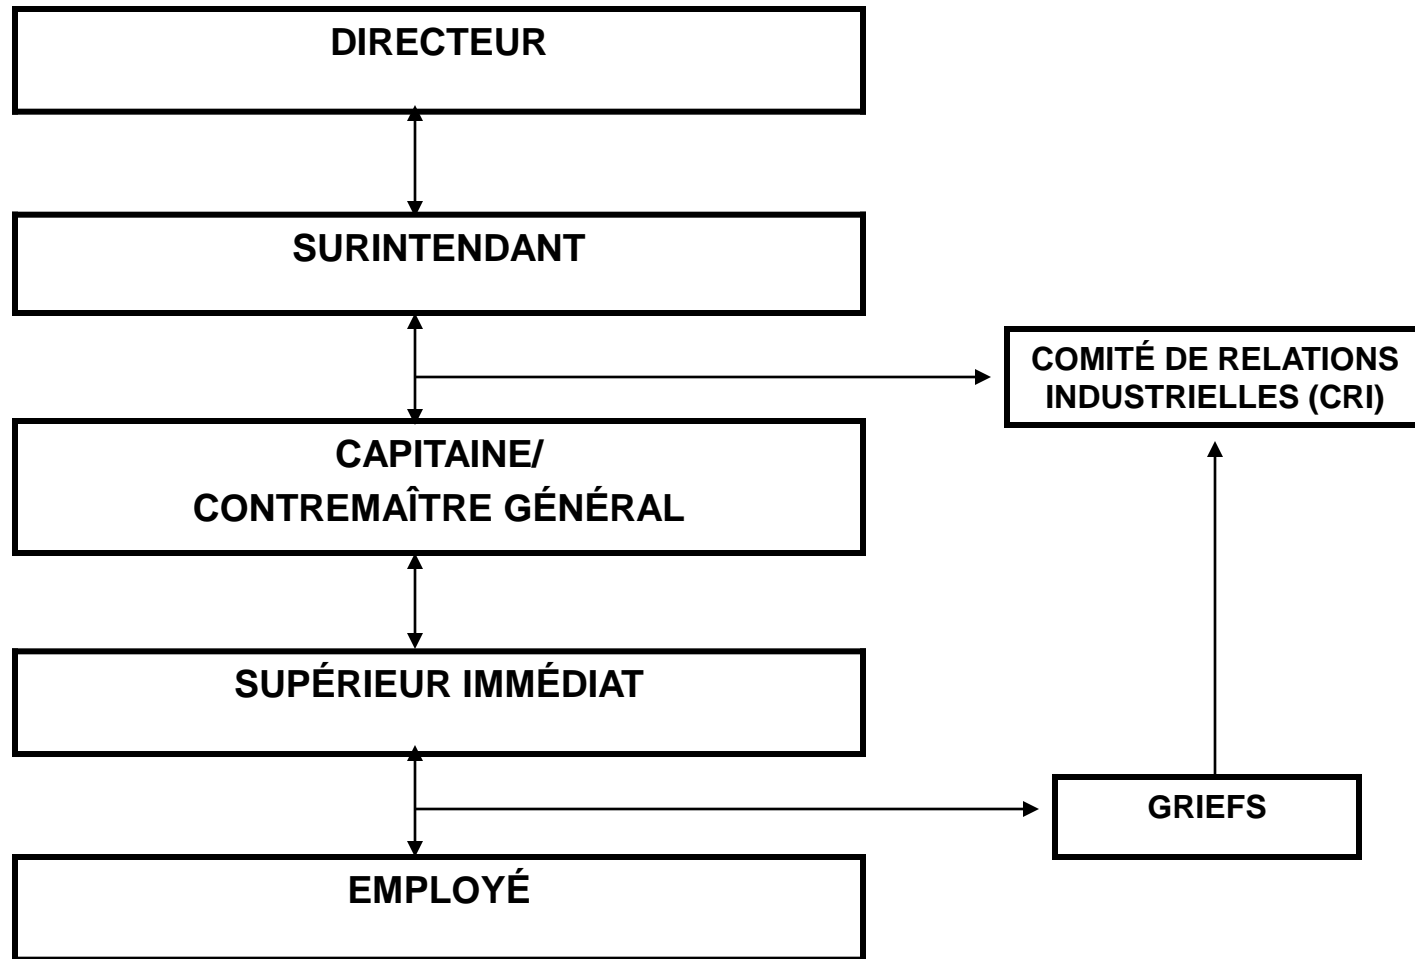 DIRECTEUR
SURINTENDANT
COMITÉ DE RELATIONS
INDUSTRIELLES (CRI)
CAPITAINE/
CONTREMAÎTRE GÉNÉRAL
SUPÉRIEUR IMMÉDIAT
GRIEFS
EMPLOYÉ